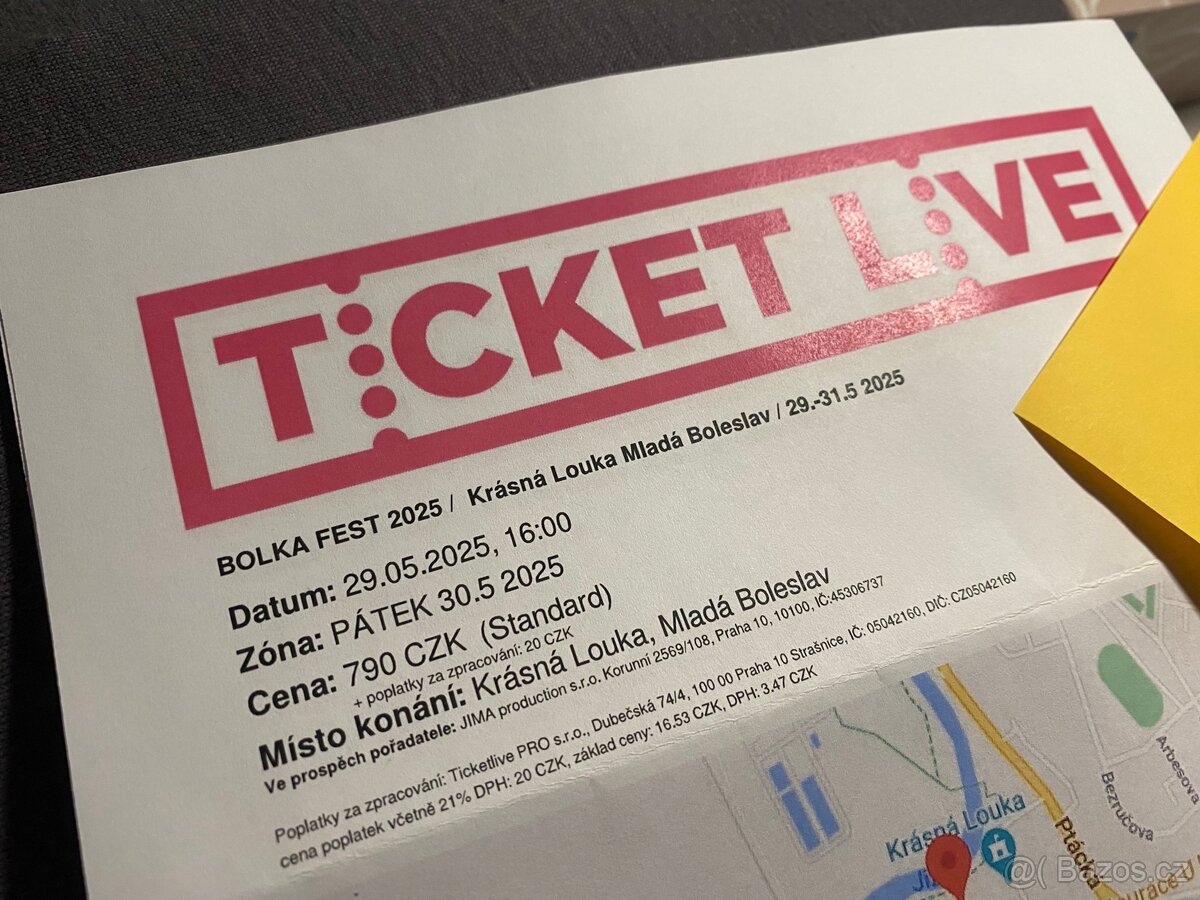 TICKET LIVE
BOLKA FEST 2025 / Krásná Louka Mladá Boleslav / 29.-31.5 2025
Datum: 29.05.2025, 16:00
Zóna: PÁTEK 30.5 2025
Cena: 790 CZK (Standard)
+ poplatky za zpracování: 20 CZK
Místo konání: Krásná Louka, Mladá Boleslav
Ve prospěch pořadatele: JIMA production s.r.o. Korunní 2569/108, Praha 10, 10100, IČ:45306737
Poplatky za zpracování: Ticketlive PRO s.r.o., Dubečská 74/4, 100 00 Praha 10 Strašnice, IČ: 05042160, DIČ: CZ05042160
cena poplatek včetně 21% DPH: 20 CZK, základ ceny: 16.53 CZK, DPH: 3.47 CZK
Arbesova
Bezručova
Krásná Louka
Ptácká
Bazos.cz